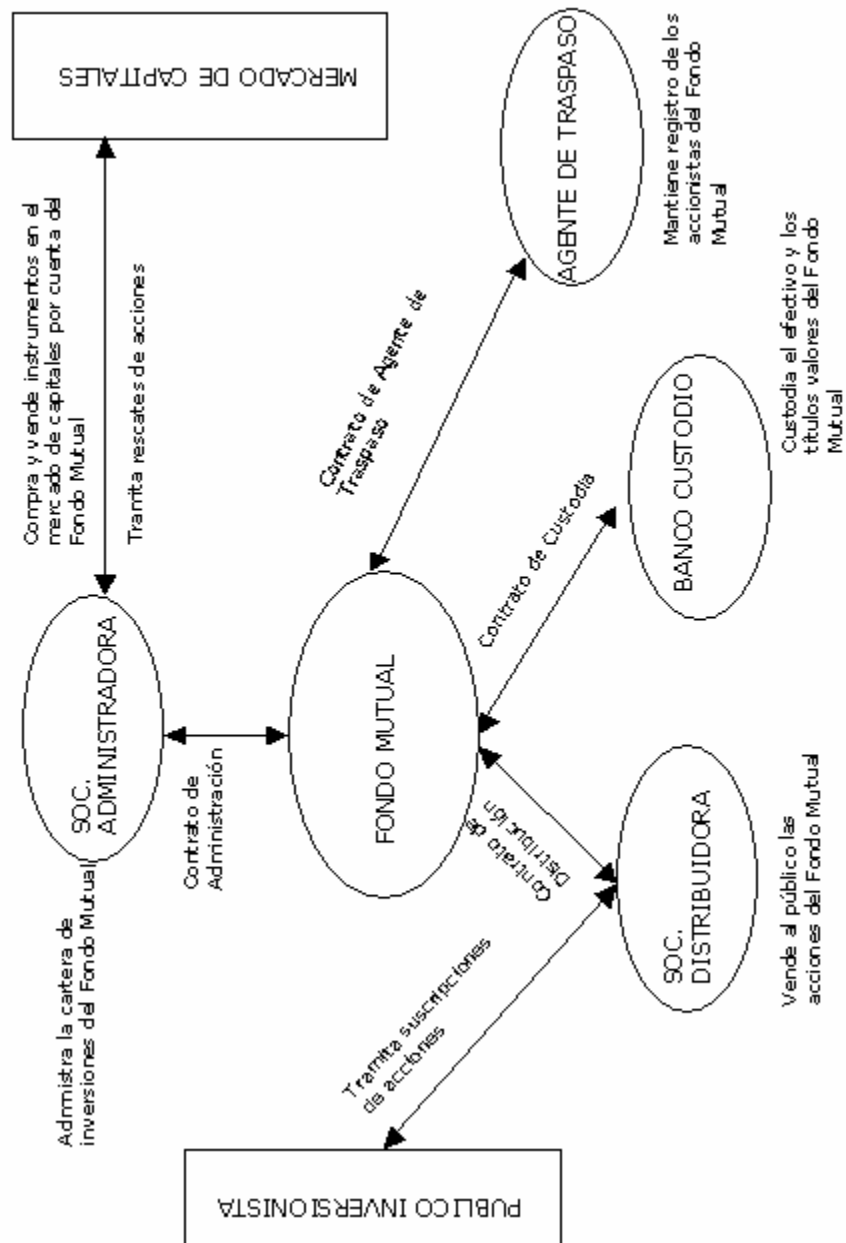 Compra y vende instrumentos en el
mercado de capitales por cuenta del
Fondo Mutual
Administra la cartera de
inversiones del Fondo Mutual
SOC.
ADMINISTRADORA
MERCADO DE CAPITALES
Tramita rescates de acciones
Contrato de
Administración
PUBLICO INVERSIONISTA
Tramita suscripciones
de acciones
FONDO MUTUAL
Contrato de Agente de
Traspaso
Contrato de
Distribución
Contrato de Custodia
AGENTE DE TRASPASO
Mantiene registro de los
accionistas del Fondo
Mutual
SOC.
DISTRIBUIDORA
BANCO CUSTODIO
Vende al público las
acciones del Fondo Mutual
Custodia el efectivo y los
títulos valores del Fondo
Mutual